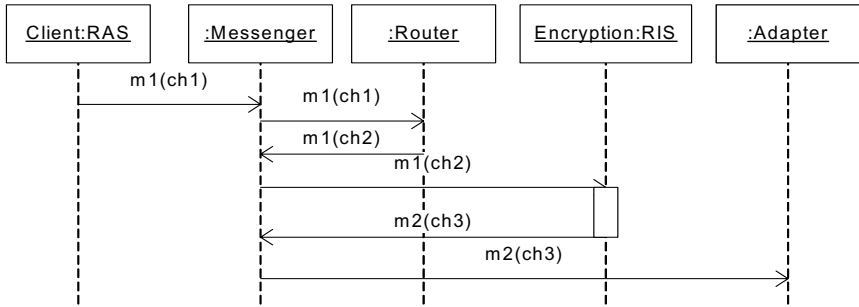 Client:RAS
:Messenger
:Router
Encryption:RIS
:Adapter
m1(ch1)
m1(ch1)
m1(ch2)
m1(ch2)
m2(ch3)
m2(ch3)